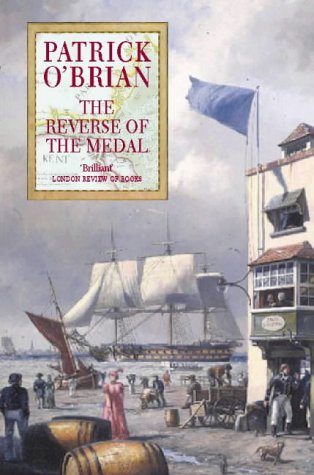 PATRICK
O'BRIAN
THE
REVERSE OF
THE MEDAL
'Brilliant'
LONDON REVIEW OF BOOKS
KENT